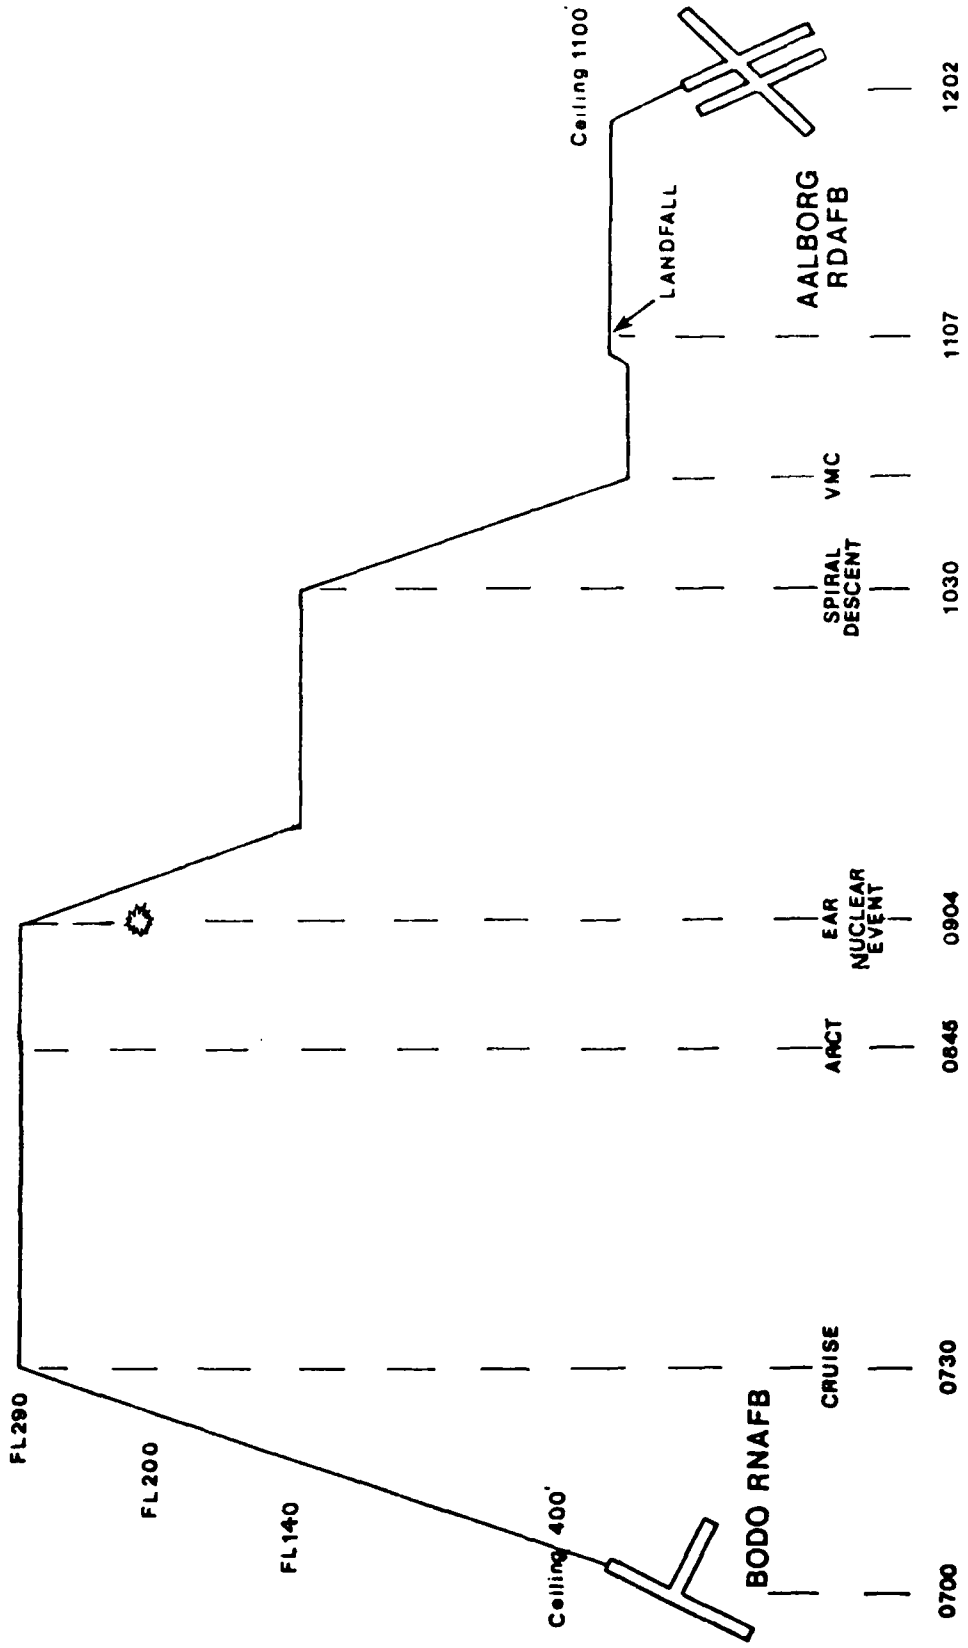 FL290
FL200
FL140
Ceiling 400'
BODO RNAFB
CRUISE
ARCT
EAR
NUCLEAR
EVENT
SPIRAL
DESCENT
VMC
LANDFALL
Ceiling 1100'
AALBORG
RDAFB
0700
0730
0845
0904
1030
1107
1202